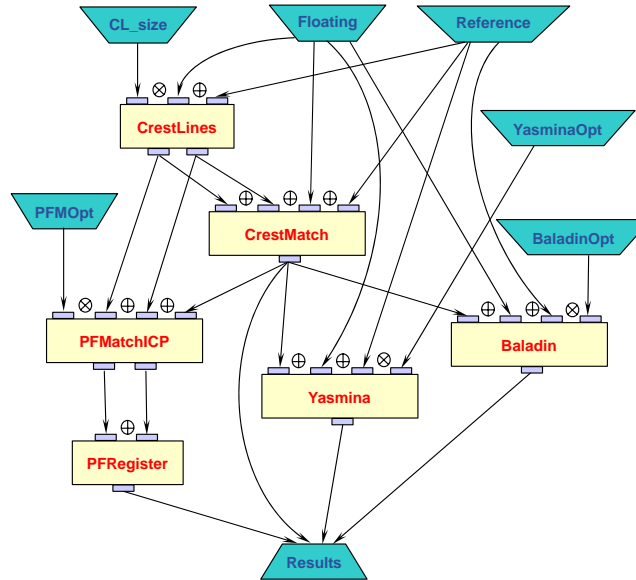 CL_size
Floating
Reference
CrestLines
YasminaOpt
PFMOpt
CrestMatch
BaladinOpt
PFMatchICP
Baladin
Yasmina
PFRegister
Results